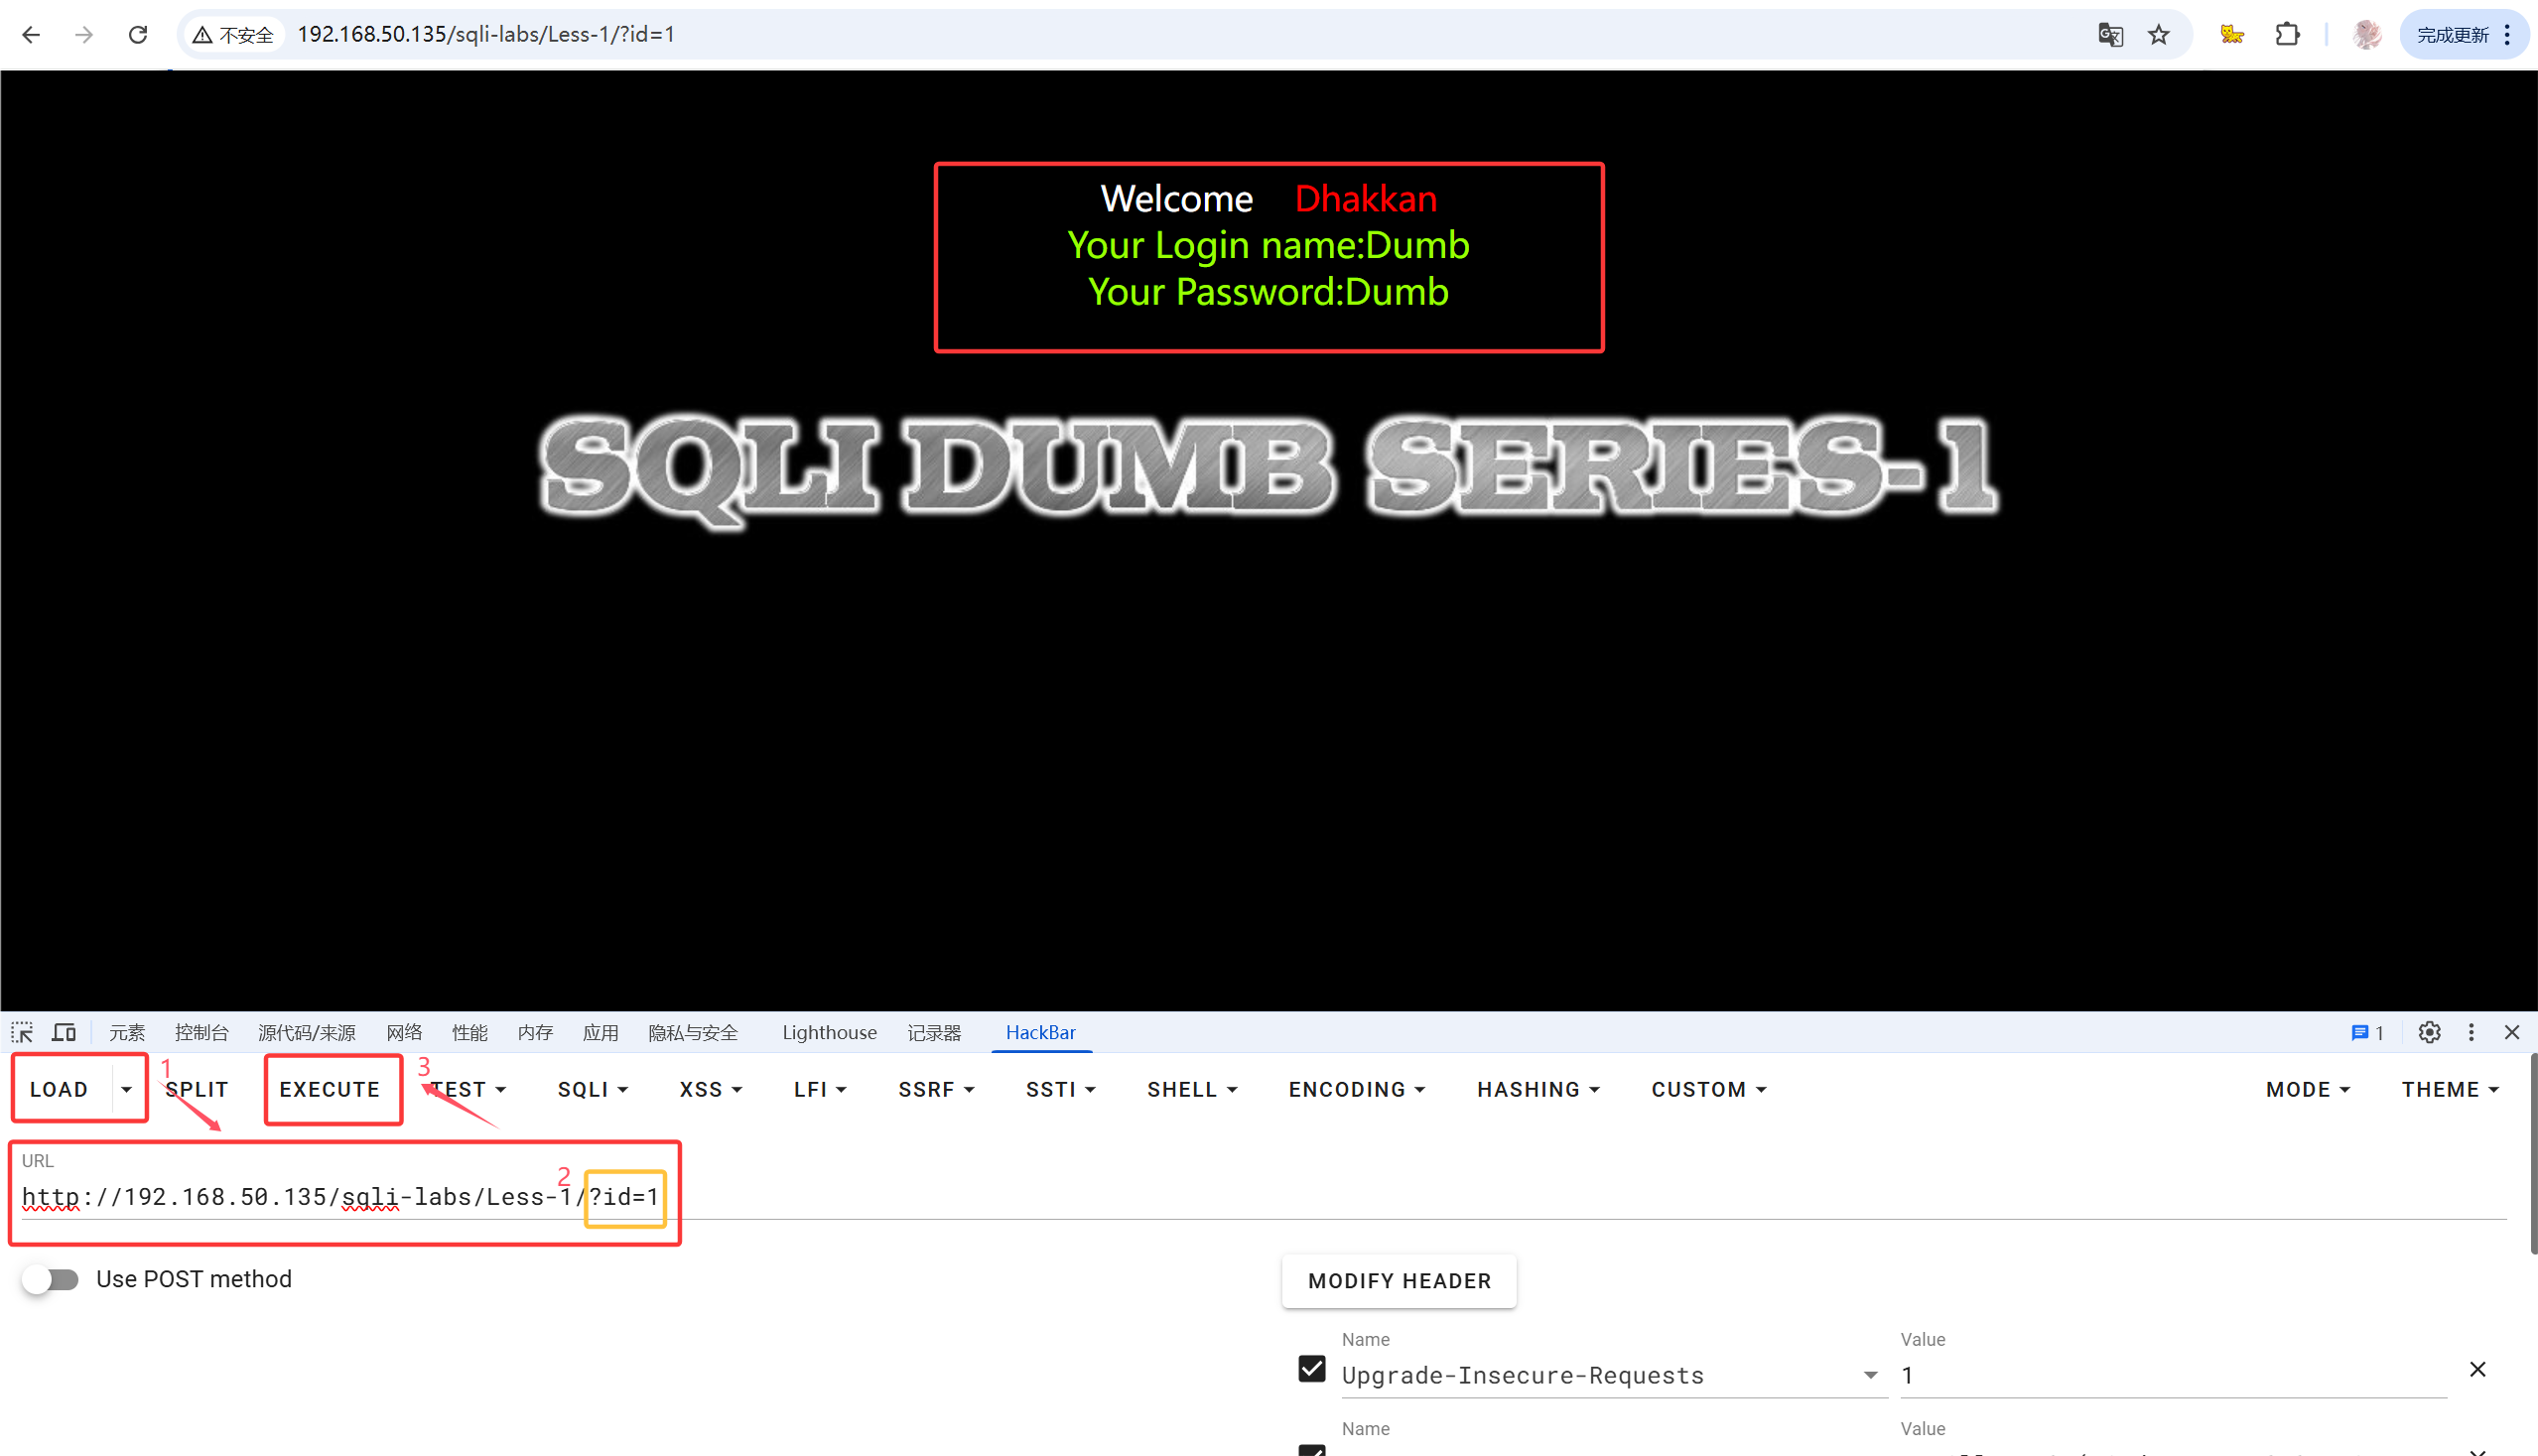 不安全 192.168.50.135/sqli-labs/Less-1/?id=1 完成更新
Welcome Dhakkan
Your Login name:Dumb
Your Password:Dumb
SQLI DUMB SERIES-1
元素 控制台 源代码/来源 网络 性能 内存 应用 隐私与安全 Lighthouse 记录器 HackBar 1
1 3
LOAD SPLIT EXECUTE TEST SQLI XSS LFI SSRF SSTI SHELL ENCODING HASHING CUSTOM MODE THEME
URL
2
http://192.168.50.135/sqli-labs/Less-1/?id=1
Use POST method
MODIFY HEADER
Name Value
Upgrade-Insecure-Requests 1
Name Value